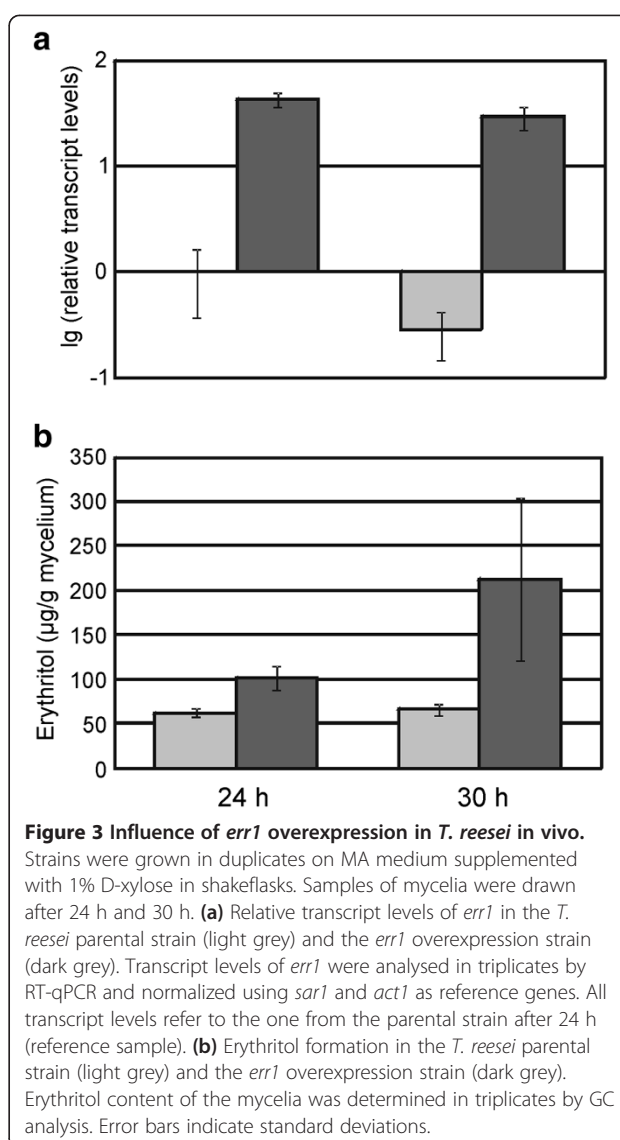 a
2
1
0
-1
lg (relative transcript levels)
b
350
300
250
200
150
100
50
0
Erythritol (µg/g mycelium)
24 h 30 h
Figure 3 Influence of err1 overexpression in T. reesei in vivo.
Strains were grown in duplicates on MA medium supplemented
with 1% D-xylose in shakeflasks. Samples of mycelia were drawn
after 24 h and 30 h. (a) Relative transcript levels of err1 in the T.
reesei parental strain (light grey) and the err1 overexpression strain
(dark grey). Transcript levels of err1 were analysed in triplicates by
RT-qPCR and normalized using sar1 and act1 as reference genes. All
transcript levels refer to the one from the parental strain after 24 h
(reference sample). (b) Erythritol formation in the T. reesei parental
strain (light grey) and the err1 overexpression strain (dark grey).
Erythritol content of the mycelia was determined in triplicates by GC
analysis. Error bars indicate standard deviations.